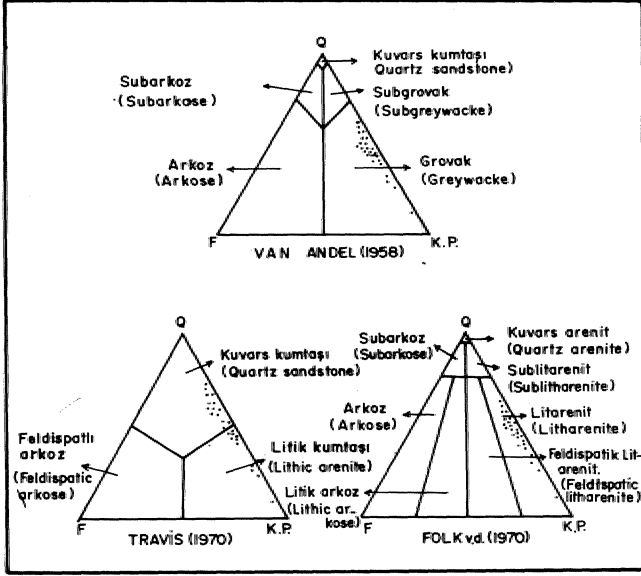 Q
Kuvars kumtaşı
Quartz sandstone)
Subarkoz
(Subarkose)
Subgrovak
(Subgreywacke)
Arkoz
(Arkose)
Grovak
(Greywacke)
F
K.P.
VAN ANDEL (1958)
Q
Kuvars kumtaşı
(Quartz sandstone)
Feldispatlı
arkoz
(Feldispatic
arkose)
Litik kumtaşı
(Lithic arenite)
F
K.P.
TRAVİS (1970)
Q
Subarkoz
(Subarkose)
Kuvars arenit
(Quartz arenite)
Sublitarenit
(Sublitharenite)
Arkoz
(Arkose)
Litarenit
(Litharenite)
Feldispatik Lit-
arenit.
(Feldtspatic
litharenite)
Litik arkoz
(Lithic ar-
kose)
F
K.P.
FOLK v.d. (1970)